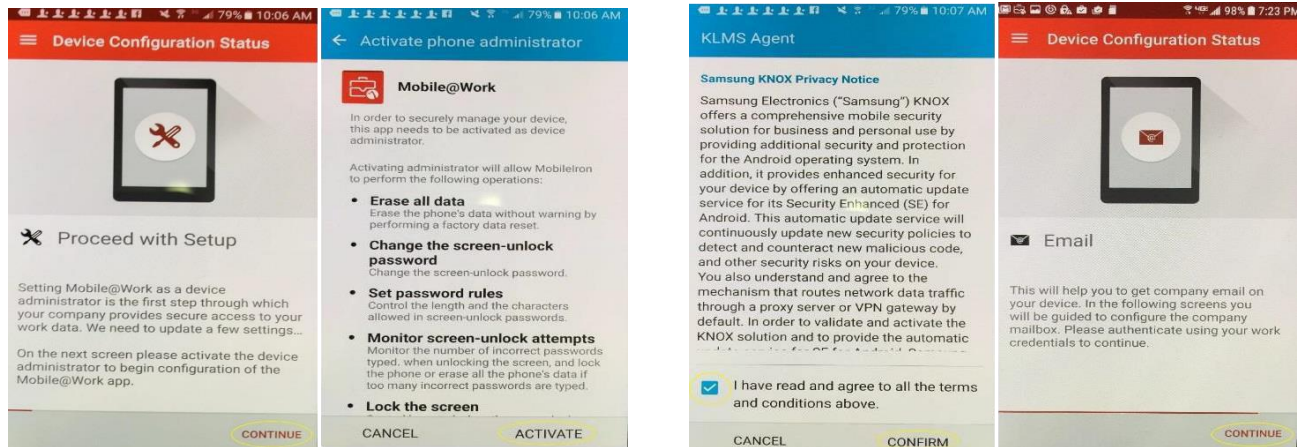 79% 10:06 AM
Device Configuration Status
Proceed with Setup
Setting Mobile@Work as a device
administrator is the first step through which
your company provides secure access to your
work data. We need to update a few settings...
On the next screen please activate the device
administrator to begin configuration of the
Mobile@Work app.
CONTINUE
79% 10:06 AM
Activate phone administrator
Mobile@Work
In order to securely manage your device,
this app needs to be activated as device
administrator.
Activating administrator will allow MobileIron
to perform the following operations:
• Erase all data
Erase the phone's data without warning by
performing a factory data reset.
• Change the screen-unlock
password
Change the screen-unlock password.
• Set password rules
Control the length and the characters
allowed in screen-unlock passwords.
• Monitor screen-unlock attempts
Monitor the number of incorrect passwords
typed. when unlocking the screen, and lock
the phone or erase all the phone's data if
too many incorrect passwords are typed.
• Lock the screen
CANCEL ACTIVATE
79% 10:07 AM
KLMS Agent
Samsung KNOX Privacy Notice
Samsung Electronics ("Samsung") KNOX
offers a comprehensive mobile security
solution for business and personal use by
providing additional security and protection
for the Android operating system. In
addition, it provides enhanced security for
your device by offering an automatic update
service for its Security Enhanced (SE) for
Android. This automatic update service will
continuously update new security policies to
detect and counteract new malicious code,
and other security risks on your device.
You also understand and agree to the
mechanism that routes network data traffic
through a proxy server or VPN gateway by
default. In order to validate and activate the
KNOX solution and to provide the automatic
I have read and agree to all the terms
and conditions above.
CANCEL CONFIRM
98% 7:23 PM
Device Configuration Status
Email
This will help you to get company email on
your device. In the following screens you
will be guided to configure the company
mailbox. Please authenticate using your work
credentials to continue.
CONTINUE